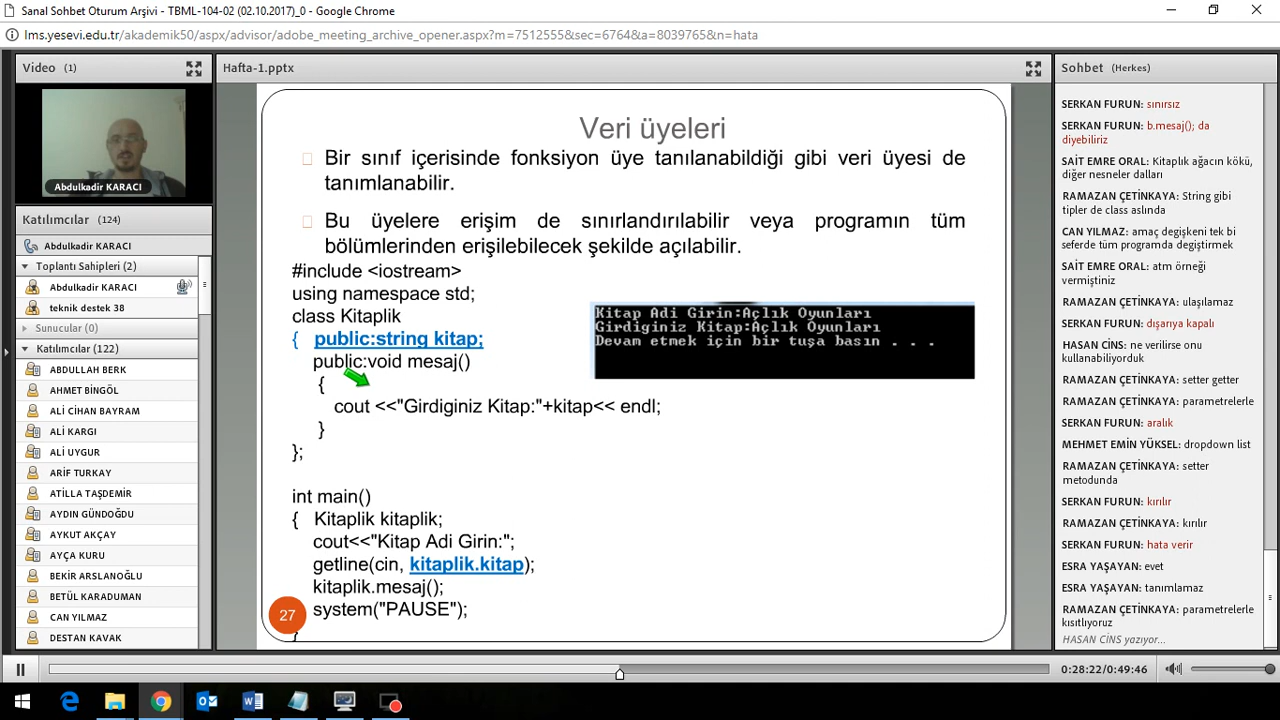 Sanal Sohbet Oturum Arşivi - TBML-104-02 (02.10.2017)_0 - Google Chrome
lms.yesevi.edu.tr/akademik50/aspx/advisor/adobe_meeting_archive_opener.aspx?m=7512555&sec=6764&a=8039765&n=hata
Video (1)
Abdulkadir KARACI
Katılımcılar (124)
Abdulkadir KARACI
Toplantı Sahipleri (2)
Abdulkadir KARACI
teknik destek 38
Sunucular (0)
Katılımcılar (122)
ABDULLAH BERK
AHMET BİNGÖL
ALİ CİHAN BAYRAM
ALİ KARGI
ALİ UYGUR
ARİF TURKAY
ATİLLA TAŞDEMİR
AYDIN GÜNDOĞDU
AYKUT AKÇAY
AYÇA KURU
BEKİR ARSLANOĞLU
BETÜL KARADUMAN
CAN YILMAZ
DESTAN KAVAK
Hafta-1.pptx
Veri üyeleri
Bir sınıf içerisinde fonksiyon üye tanılanabildiği gibi veri üyesi de
tanımlanabilir.
Bu üyelere erişim de sınırlandırılabilir veya programın tüm
bölümlerinden erişilebilecek şekilde açılabilir.
#include <iostream>
using namespace std;
class Kitaplik
{ public:string kitap;
public:void mesaj()
{
cout <<"Girdiginiz Kitap:"+kitap<< endl;
}
};
int main()
{ Kitaplik kitaplik;
cout<<"Kitap Adi Girin:";
getline(cin, kitaplik.kitap);
kitaplik.mesaj();
system("PAUSE");
}
27
Kitap Adi Girin:Açlık Oyunları
Girdiginiz Kitap:Açlık Oyunları
Devam etmek için bir tuşa basın . . .
Sohbet (Herkes)
SERKAN FURUN: sınırsız
SERKAN FURUN: b.mesaj(); da
diyebiliriz
SAİT EMRE ORAL: Kitaplık ağacın kökü,
diğer nesneler dalları
RAMAZAN ÇETİNKAYA: String gibi
tipler de class aslında
CAN YILMAZ: amaç degişkeni tek bi
seferde tüm programda degiştirmek
SAİT EMRE ORAL: atm örneği
vermiştiniz
RAMAZAN ÇETİNKAYA: ulaşılamaz
SERKAN FURUN: dışarıya kapalı
HASAN CİNS: ne verilirse onu
kullanabiliyorduk
RAMAZAN ÇETİNKAYA: setter getter
RAMAZAN ÇETİNKAYA: parametrelerle
SERKAN FURUN: aralık
MEHMET EMİN YÜKSEL: dropdown list
RAMAZAN ÇETİNKAYA: setter
metodunda
SERKAN FURUN: kırılır
RAMAZAN ÇETİNKAYA: kırılır
SERKAN FURUN: hata verir
ESRA YAŞAYAN: evet
ESRA YAŞAYAN: tanımlamaz
RAMAZAN ÇETİNKAYA: parametrelerle
kısıtlıyoruz
HASAN CİNS yazıyor...
0:28:22/0:49:46